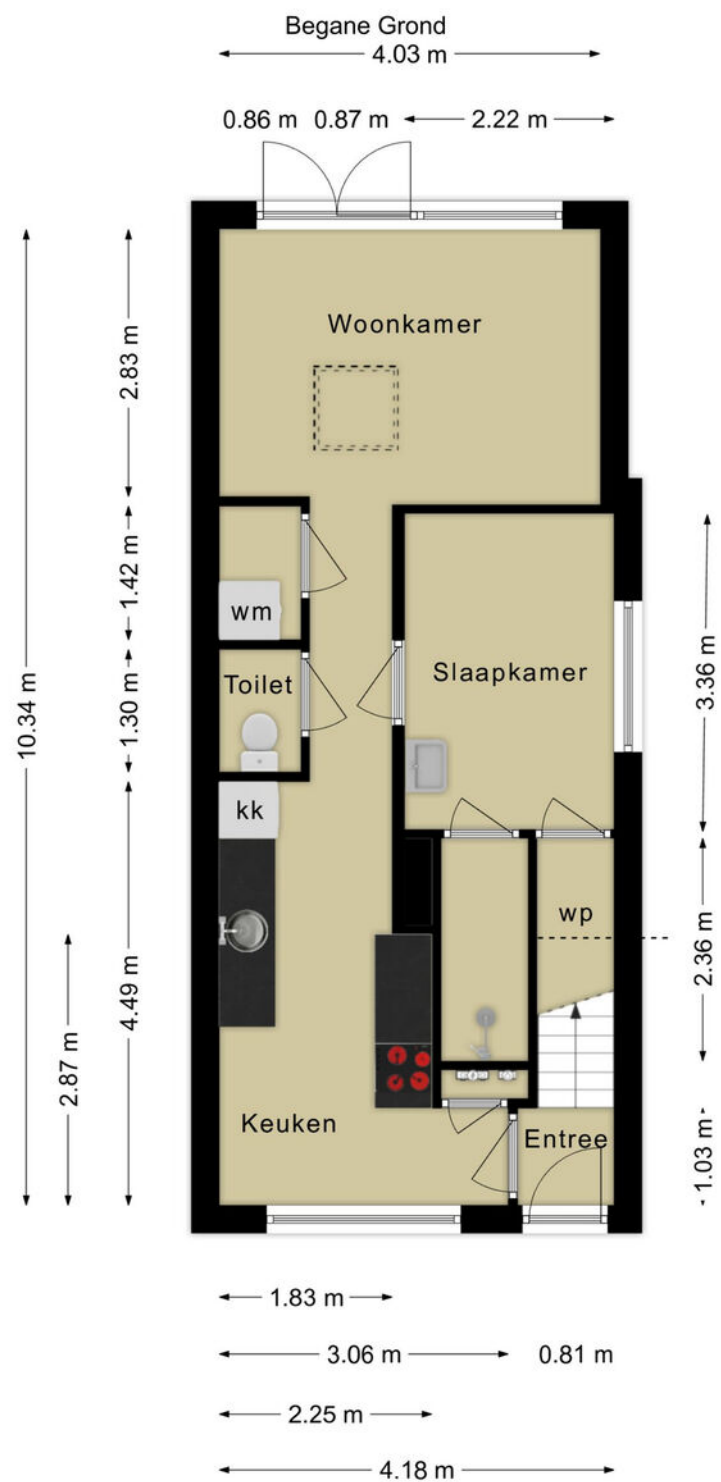 Begane Grond
4.03 m
0.86 m 0.87 m 2.22 m
Woonkamer
2.83 m
1.42 m
wm
3.36 m
Slaapkamer
Toilet
1.30 m
10.34 m
kk
wp
2.36 m
4.49 m
2.87 m
Keuken
Entree
1.03 m
1.83 m
3.06 m 0.81 m
2.25 m
4.18 m